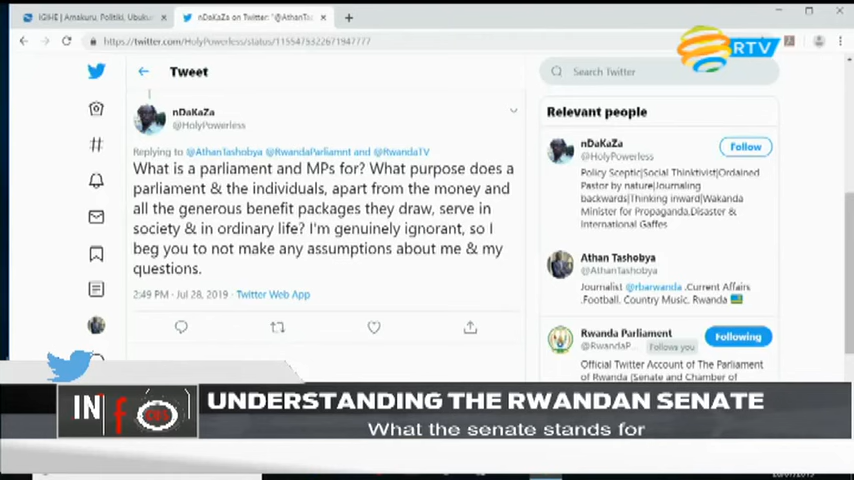 IGIHE | Amakuru, Politiki, Ubukun
nDaKaZa on Twitter: "@AthanTas
https://twitter.com/HolyPowerless/status/1155475322671947777
RTV
Tweet
Search Twitter
nDaKaZa
@HolyPowerless
Replying to @AthanTashobya @RwandaParliamnt and @RwandaTV
What is a parliament and MPs for? What purpose does a
parliament & the individuals, apart from the money and
all the generous benefit packages they draw, serve in
society & in ordinary life? I'm genuinely ignorant, so I
beg you to not make any assumptions about me & my
questions.
2:49 PM · Jul 28, 2019 · Twitter Web App
Relevant people
nDaKaZa
@HolyPowerless
Follow
Policy Sceptic|Social Thinktivist|Ordained
Pastor by nature|Journaling
backwards|Thinking inward|Wakanda
Minister for Propaganda,Disaster &
International Gaffes
Athan Tashobya
@AthanTashobya
Journalist @rbarwanda .Current Affairs
.Football, Country Music, Rwanda
Rwanda Parliament
@RwandaP...
Follows you
Following
Official Twitter Account of The Parliament
of Rwanda (Senate and Chamber of
IN f
UNDERSTANDING THE RWANDAN SENATE
What the senate stands for